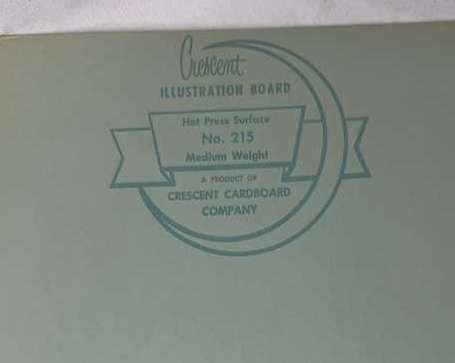 Crescent
ILLUSTRATION BOARD
Hot Press Surface
No. 215
Medium Weight
A PRODUCT OF
CRESCENT CARDBOARD
COMPANY